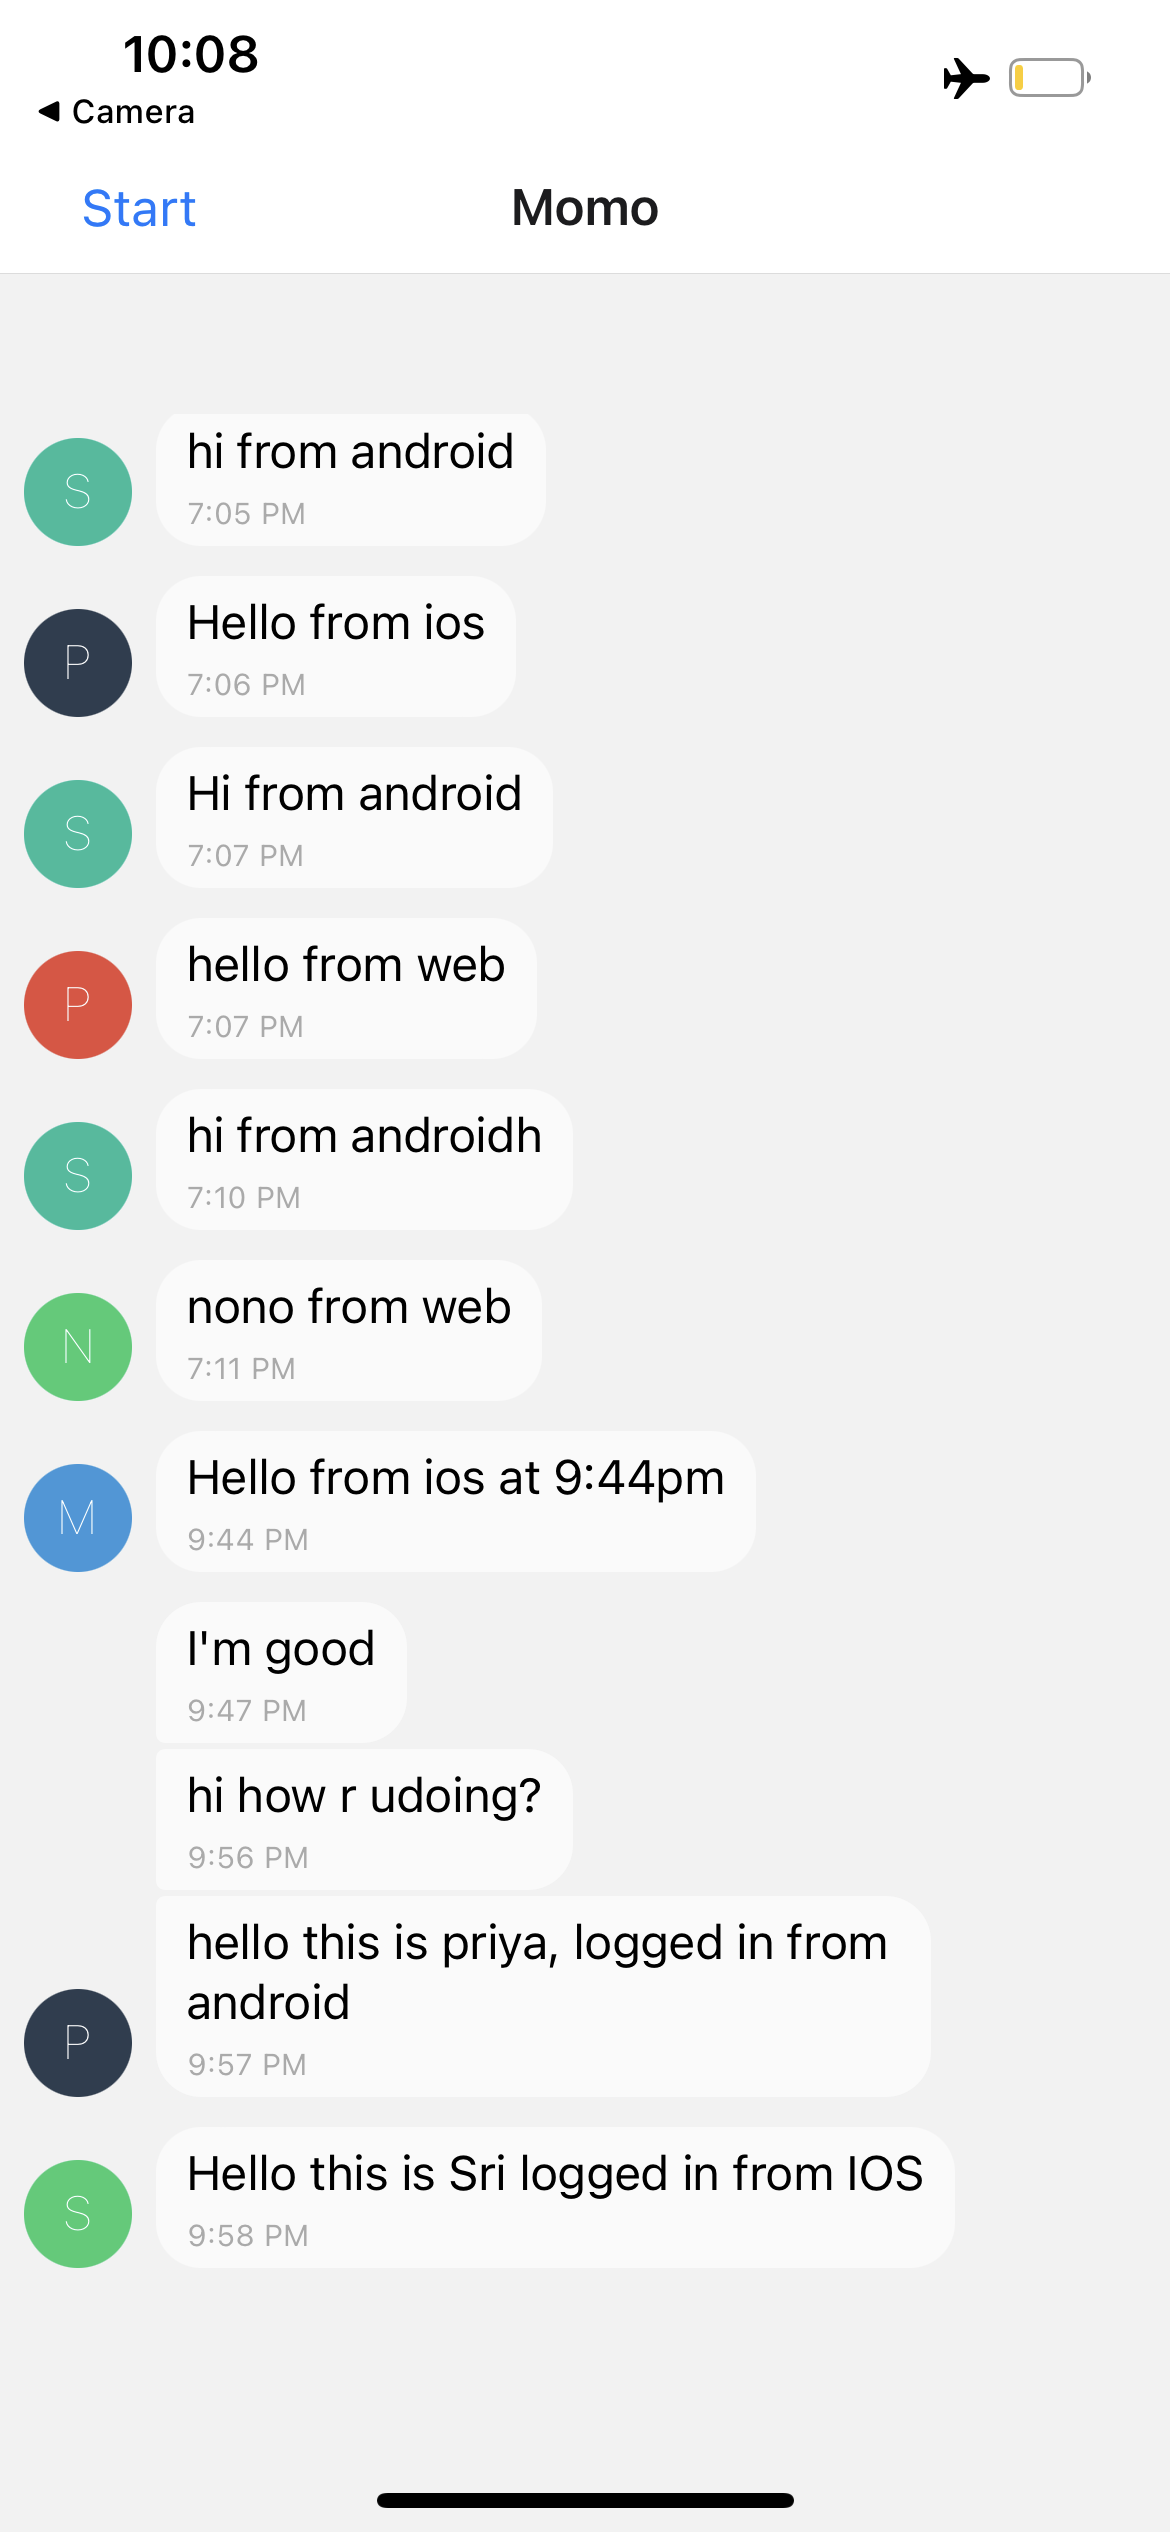 10:08
◀ Camera
Start
Momo
hi from android
S
7:05 PM
Hello from ios
P
7:06 PM
Hi from android
S
7:07 PM
hello from web
P
7:07 PM
hi from androidh
S
7:10 PM
nono from web
N
7:11 PM
Hello from ios at 9:44pm
M
9:44 PM
I'm good
9:47 PM
hi how r udoing?
9:56 PM
hello this is priya, logged in from
android
P
9:57 PM
Hello this is Sri logged in from IOS
S
9:58 PM